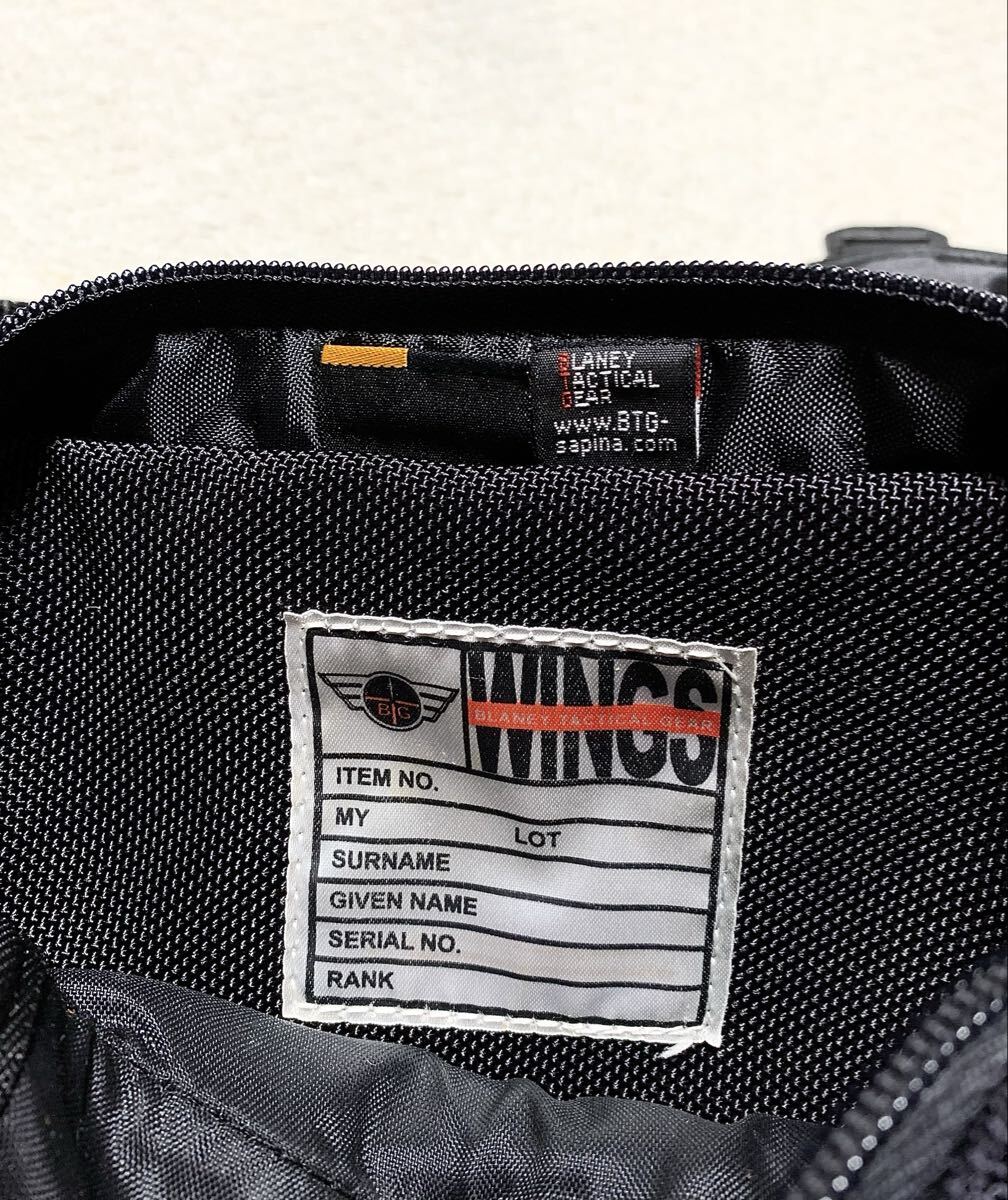 BLANEY
TACTICAL
GEAR
www.BTG-
sapina.com
BTG
WINGS
BLANEY TACTICAL GEAR
ITEM NO.
MY
LOT
SURNAME
GIVEN NAME
SERIAL NO.
RANK